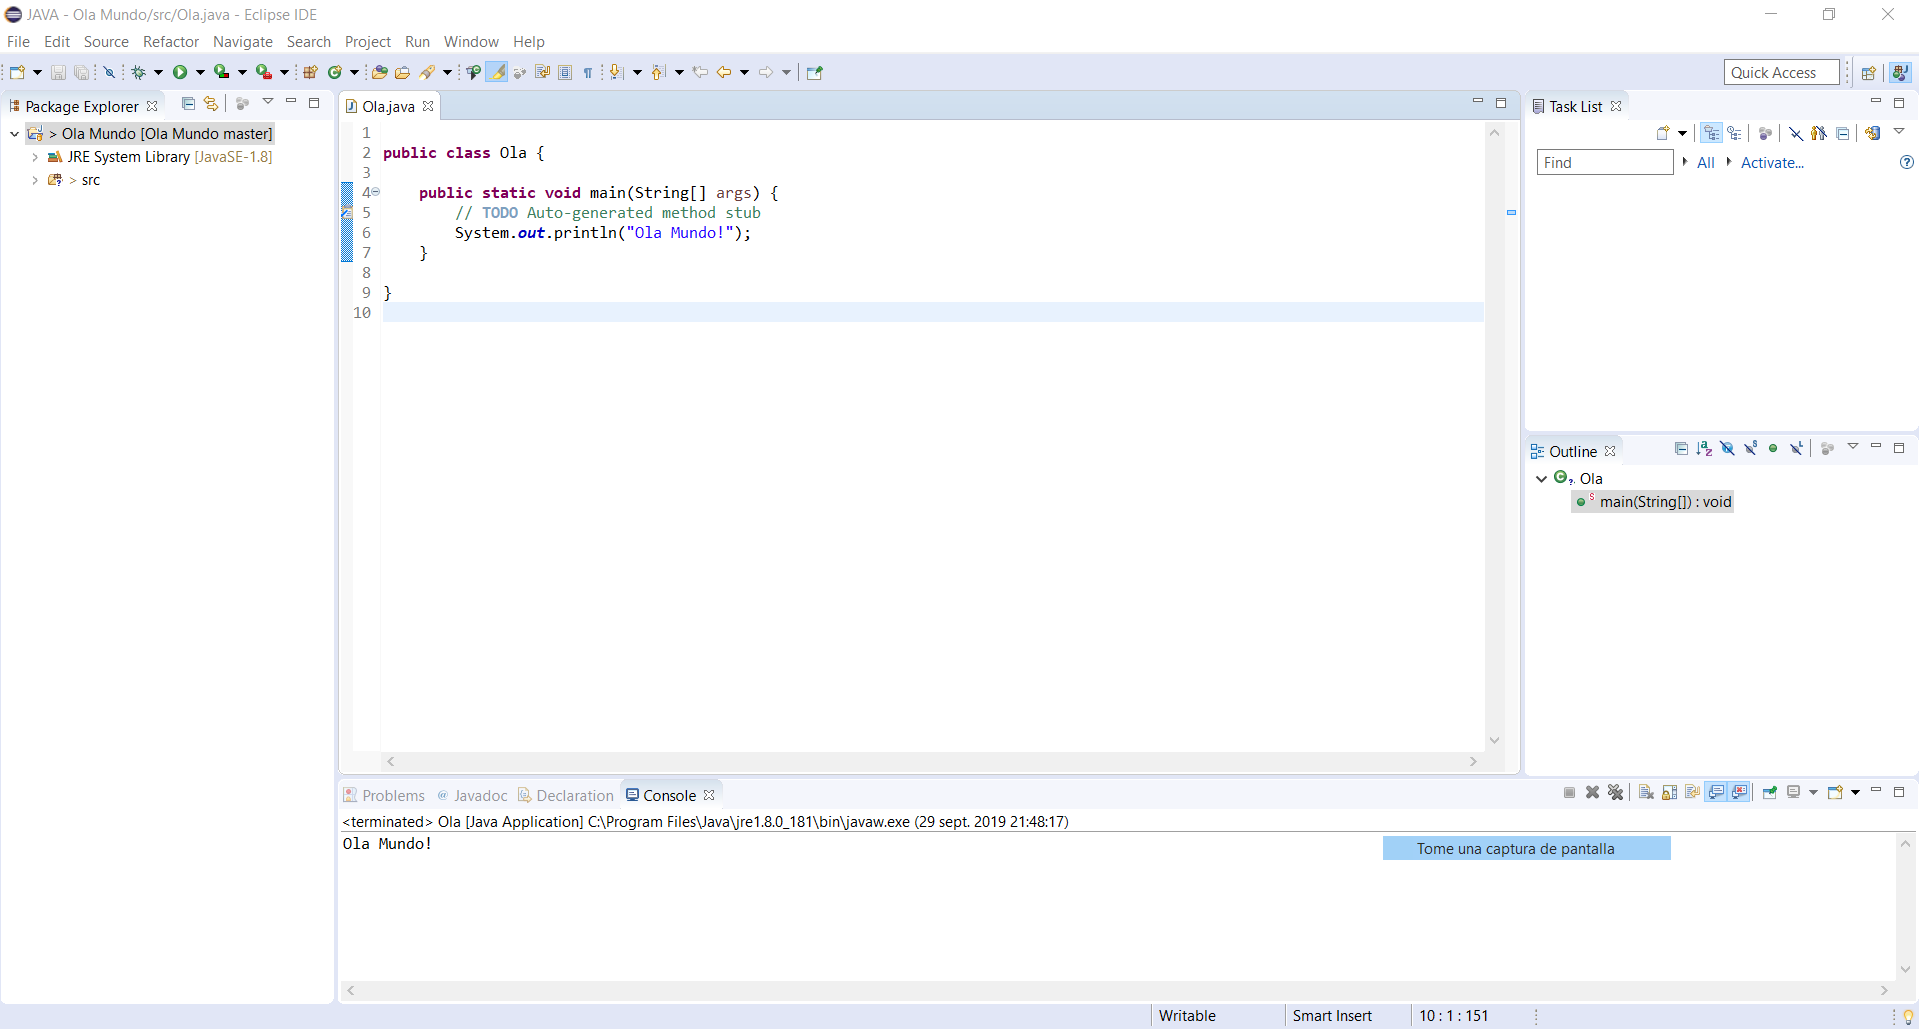 JAVA - Ola Mundo/src/Ola.java - Eclipse IDE
File Edit Source Refactor Navigate Search Project Run Window Help
Quick Access
Package Explorer
> Ola Mundo [Ola Mundo master]
JRE System Library [JavaSE-1.8]
> src
Ola.java
1
2 public class Ola {
3
4 public static void main(String[] args) {
5 // TODO Auto-generated method stub
6 System.out.println("Ola Mundo!");
7 }
8
9 }
10
Task List
Find All Activate...
Outline
Ola
main(String[]) : void
Problems @ Javadoc Declaration Console
<terminated> Ola [Java Application] C:\Program Files\Java\jre1.8.0_181\bin\javaw.exe (29 sept. 2019 21:48:17)
Ola Mundo!
Tome una captura de pantalla
Writable Smart Insert 10 : 1 : 151